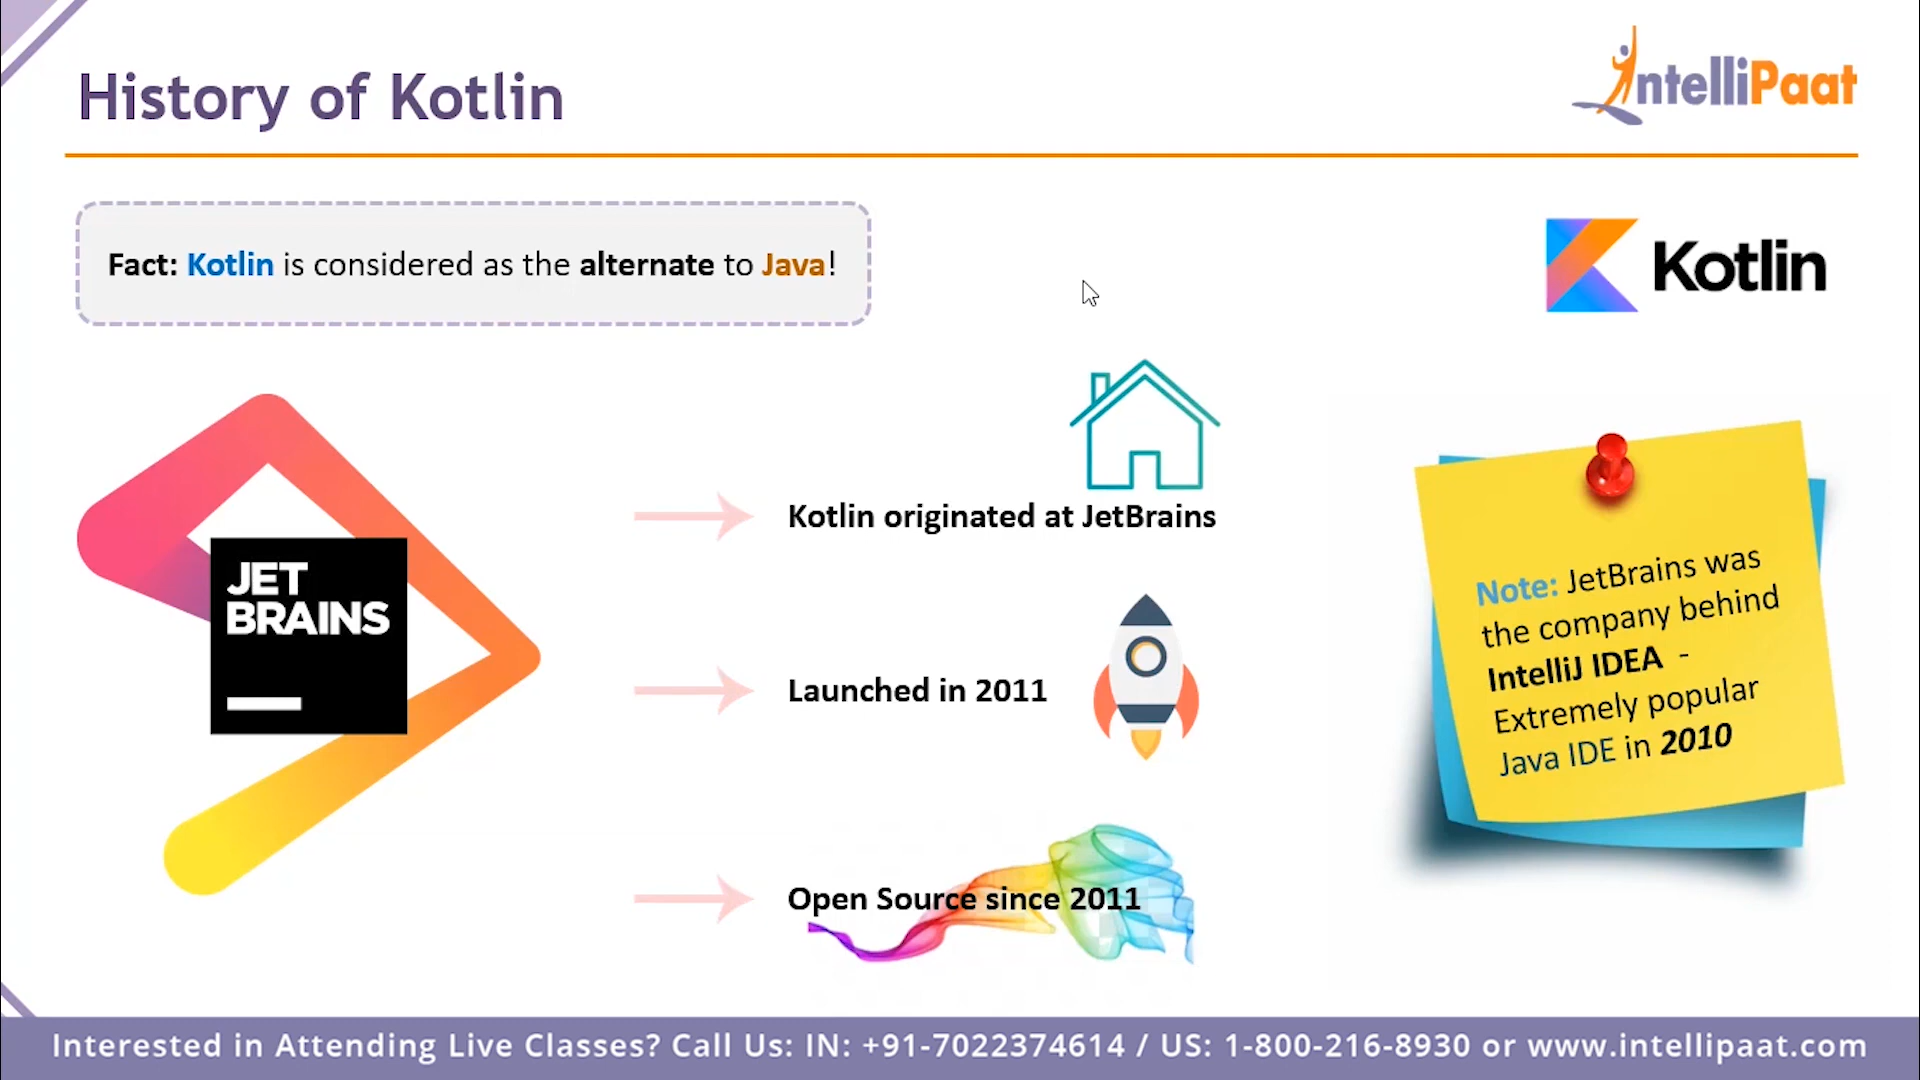 History of Kotlin
IntelliPaat
Fact: Kotlin is considered as the alternate to Java!
Kotlin
JET
BRAINS
Kotlin originated at JetBrains
Launched in 2011
Open Source since 2011
Note: JetBrains was
the company behind
IntelliJ IDEA -
Extremely popular
Java IDE in 2010
Interested in Attending Live Classes? Call Us: IN: +91-7022374614 / US: 1-800-216-8930 or www.intellipaat.com